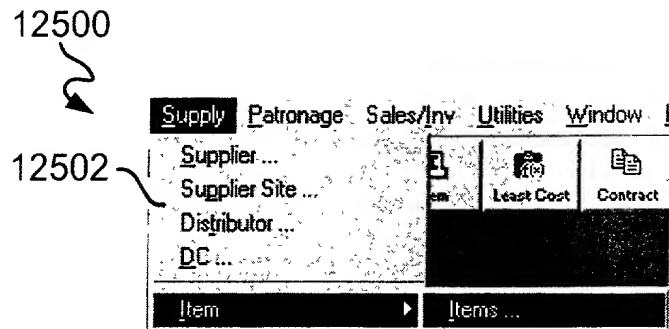 12500
Supply Patronage Sales/Inv Utilities Window
12502
Supplier ...
Supplier Site ...
Distributor ...
DC ...
Least Cost
Contract
Item
Items ...